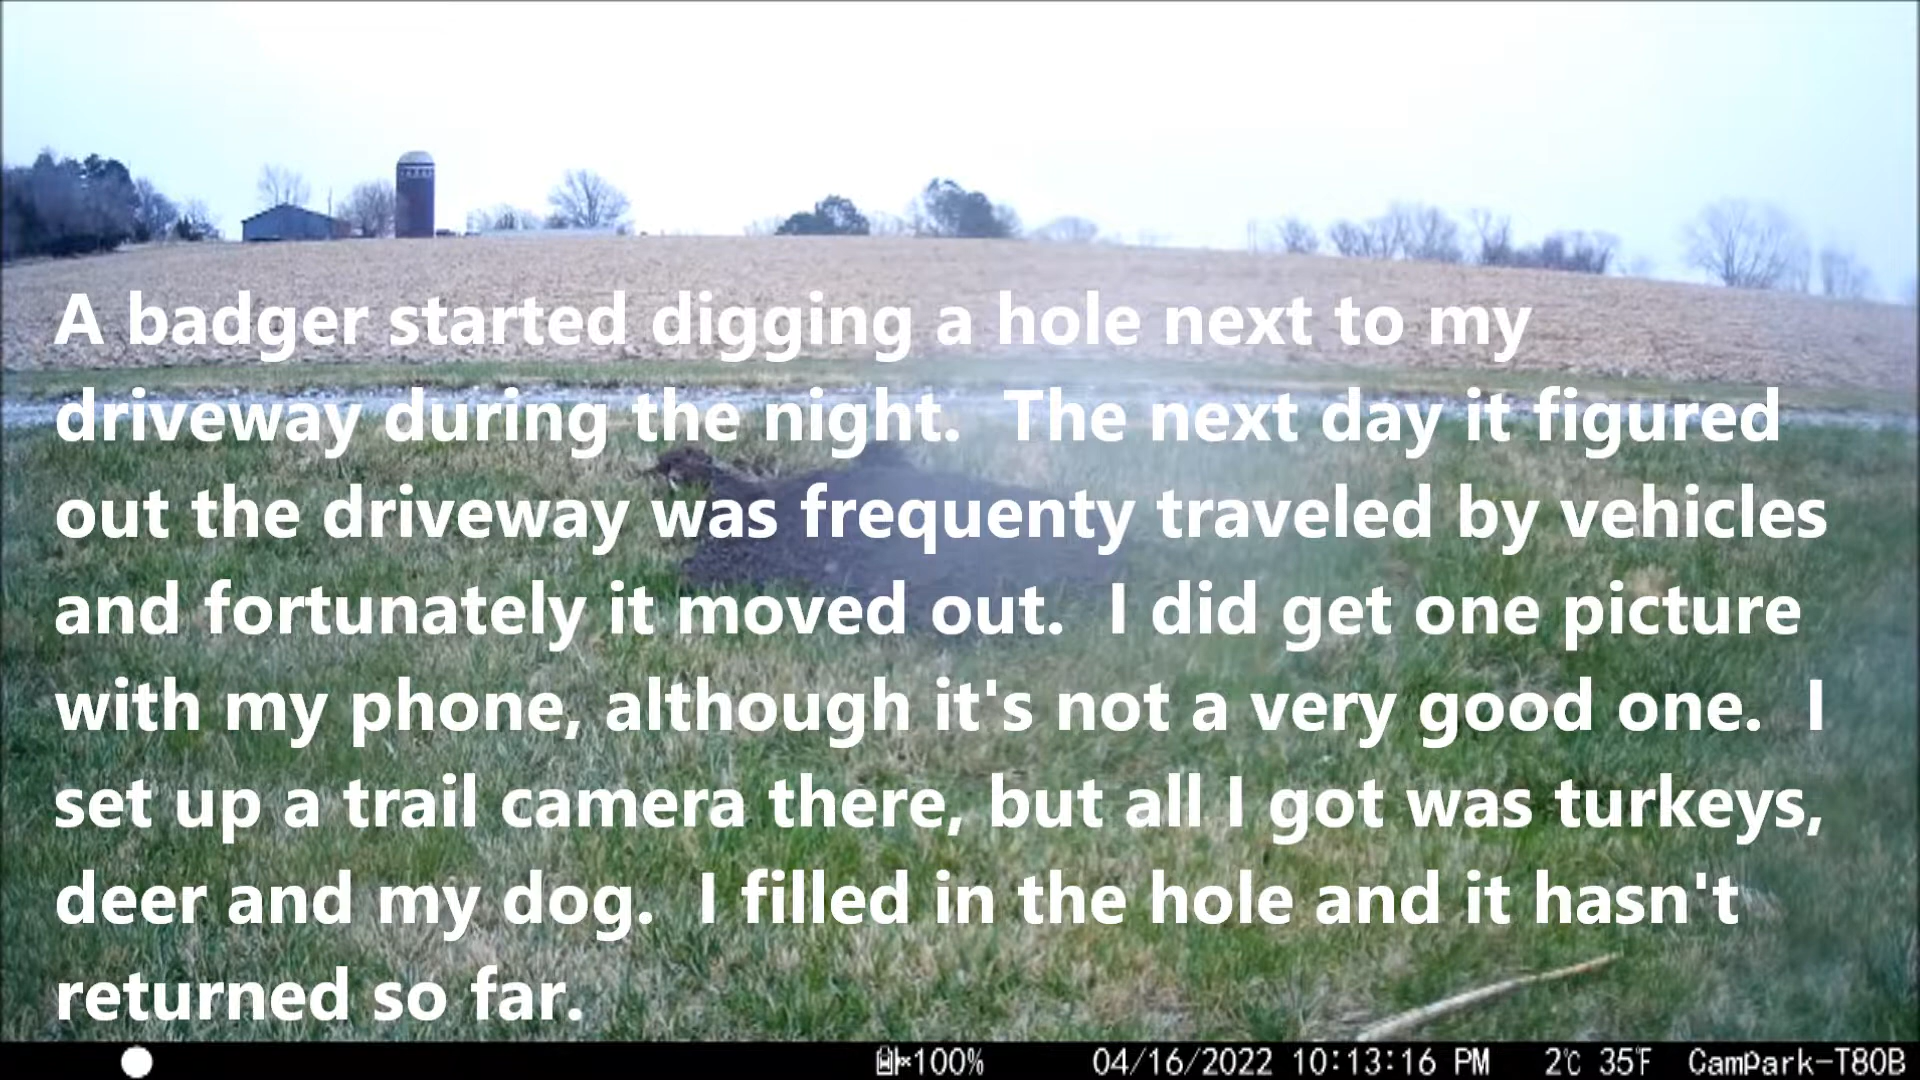 A badger started digging a hole next to my
driveway during the night.  The next day it figured
out the driveway was frequenty traveled by vehicles
and fortunately it moved out.  I did get one picture
with my phone, although it's not a very good one.  I
set up a trail camera there, but all I got was turkeys,
deer and my dog.  I filled in the hole and it hasn't
returned so far.
100% 04/16/2022 10:13:16 PM 2℃ 35℉ CamPark-T80B